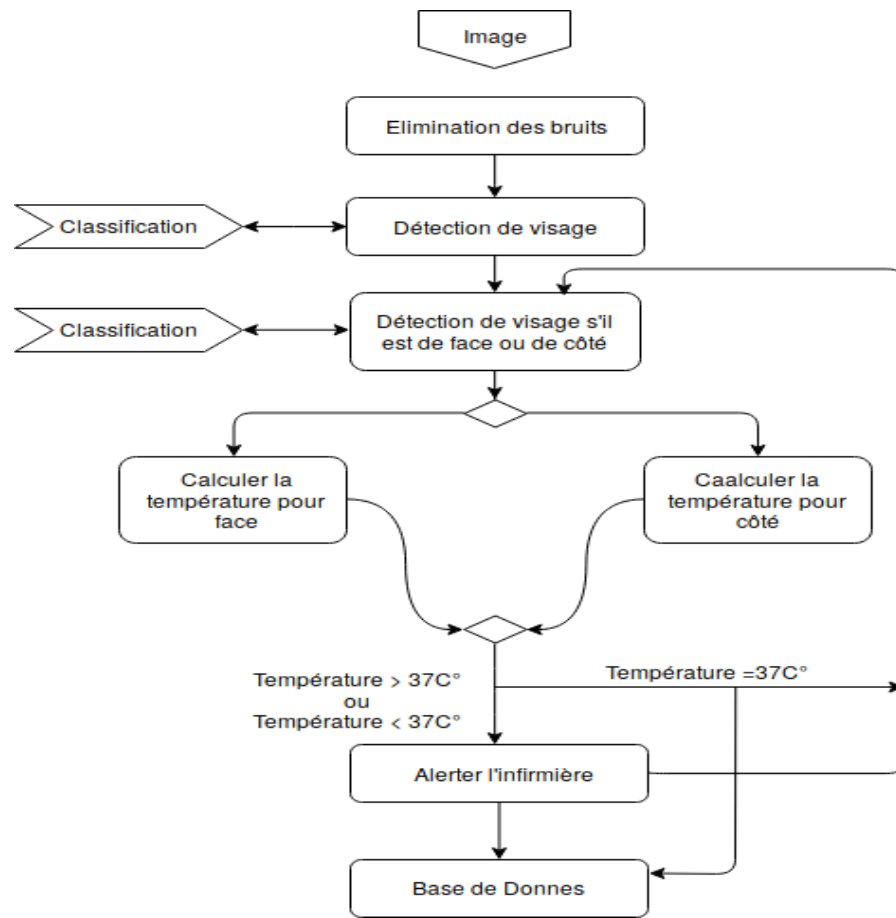 Image
Elimination des bruits
Classification
Détection de visage
Classification
Détection de visage s'il
est de face ou de côté
Calculer la
température pour
face
Caalculer la
température pour
côté
Température > 37C°
ou
Température < 37C°
Température =37C°
Alerter l'infirmière
Base de Donnes